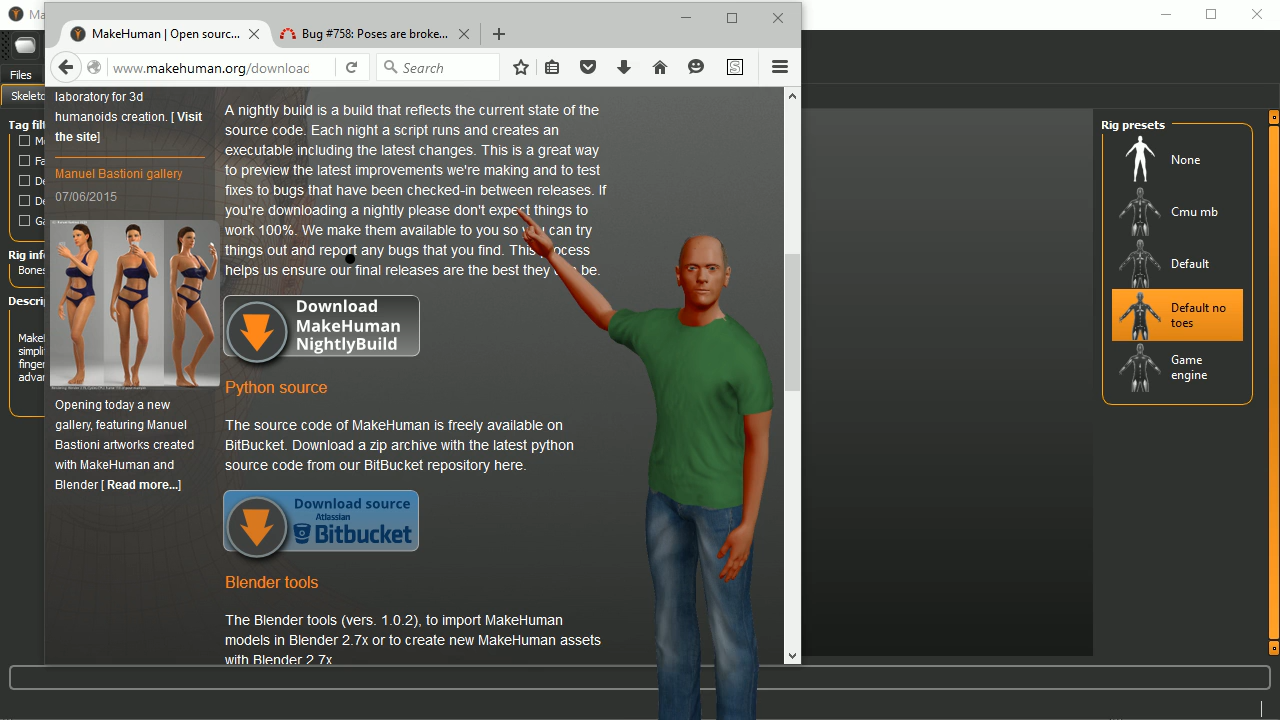 Ma
MakeHuman | Open sourc...
Bug #758: Poses are broke...
www.makehuman.org/download
Search
Files
Skelet
Tag filt
Rig info
Bones
Descrip
MakeH
simplif
finger
advan
laboratory for 3d
humanoids creation. [ Visit
the site]
Manuel Bastioni gallery
07/06/2015
Opening today a new
gallery, featuring Manuel
Bastioni artworks created
with MakeHuman and
Blender [ Read more...]
A nightly build is a build that reflects the current state of the
source code. Each night a script runs and creates an
executable including the latest changes. This is a great way
to preview the latest improvements we're making and to test
fixes to bugs that have been checked-in between releases. If
you're downloading a nightly please don't expect things to
work 100%. We make them available to you so you can try
things out and report any bugs that you find. This process
helps us ensure our final releases are the best they can be.
Download
MakeHuman
NightlyBuild
Python source
The source code of MakeHuman is freely available on
BitBucket. Download a zip archive with the latest python
source code from our BitBucket repository here.
Download source
Atlassian
Bitbucket
Blender tools
The Blender tools (vers. 1.0.2), to import MakeHuman
models in Blender 2.7x or to create new MakeHuman assets
with Blender 2.7x
Rig presets
None
Cmu mb
Default
Default no
toes
Game
engine